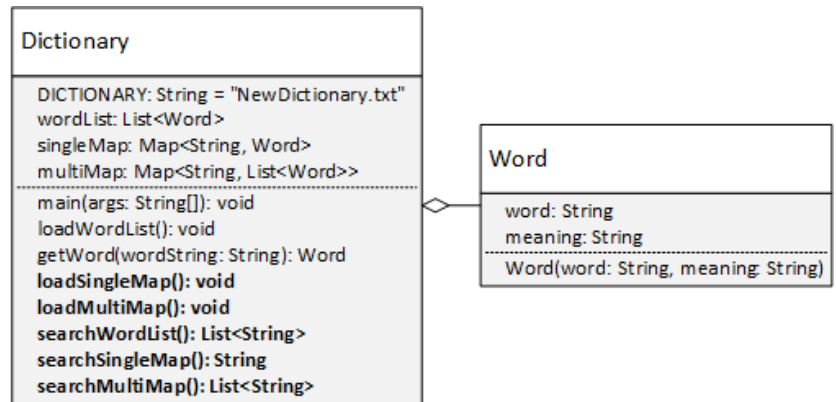 Dictionary
DICTIONARY: String = "NewDictionary.txt"
wordList: List<Word>
singleMap: Map<String, Word>
multiMap: Map<String, List<Word>>
main(args: String[]): void
loadWordList(): void
getWord(wordString: String): Word
loadSingleMap(): void
loadMultiMap(): void
searchWordList(): List<String>
searchSingleMap(): String
searchMultiMap(): List<String>
Word
word: String
meaning: String
Word(word: String, meaning: String)